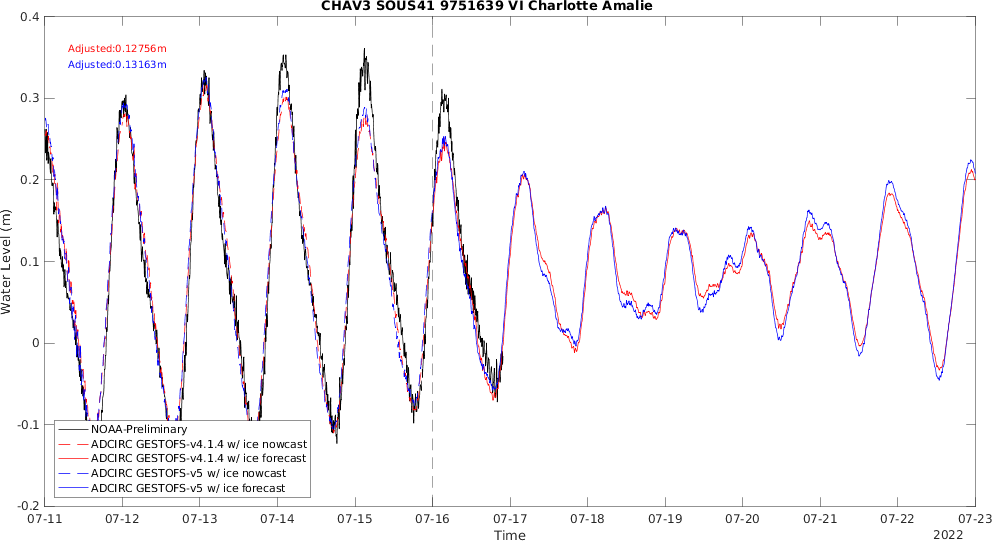 CHAV3 SOUS41 9751639 VI Charlotte Amalie
Adjusted:0.12756m
Adjusted:0.13163m
Water Level (m)
0.4
0.3
0.2
0.1
0
-0.1
-0.2
NOAA-Preliminary
ADCIRC GESTOFS-v4.1.4 w/ ice nowcast
ADCIRC GESTOFS-v4.1.4 w/ ice forecast
ADCIRC GESTOFS-v5 w/ ice nowcast
ADCIRC GESTOFS-v5 w/ ice forecast
07-11 07-12 07-13 07-14 07-15 07-16 07-17 07-18 07-19 07-20 07-21 07-22 07-23
Time
2022